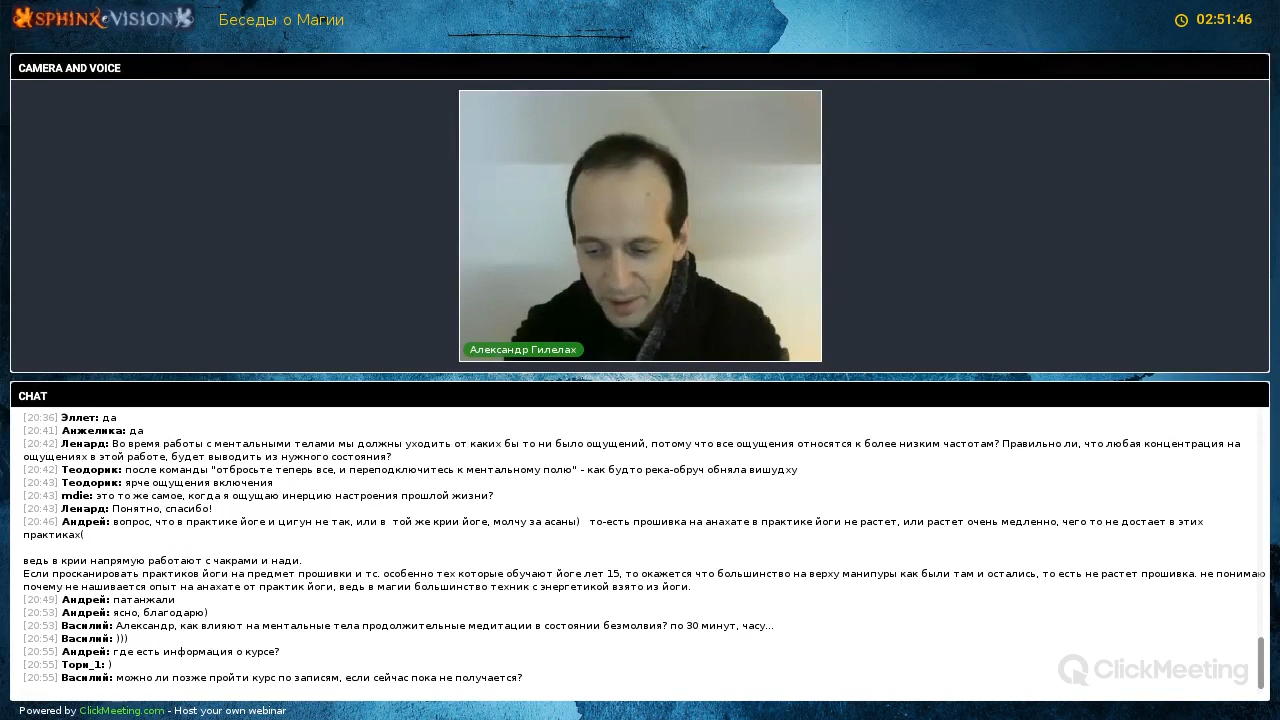 SPHINX VISION Беседы о Магии 02:51:46
CAMERA AND VOICE
Александр Гилелах
CHAT
[20:36] Эллет: да
[20:41] Анжелика: да
[20:42] Ленард: Во время работы с ментальными телами мы должны уходить от каких бы то ни было ощущений, потому что все ощущения относятся к более низким частотам? Правильно ли, что любая концентрация на
ощущениях в этой работе, будет выводить из нужного состояния?
[20:42] Теодорик: после команды "отбросьте теперь все, и переподключитесь к ментальному полю" - как будто река-обруч обняла вишудху
[20:43] Теодорик: ярче ощущения включения
[20:43] mdie: это то же самое, когда я ощущаю инерцию настроения прошлой жизни?
[20:43] Ленард: Понятно, спасибо!
[20:46] Андрей: вопрос, что в практике йоге и цигун не так, или в той же крии йоге, молчу за асаны) то-есть прошивка на анахате в практике йоги не растет, или растет очень медленно, чего то не достает в этих
практиках(
ведь в крии напрямую работают с чакрами и нади.
Если просканировать практиков йоги на предмет прошивки и тс. особенно тех которые обучают йоге лет 15, то окажется что большинство на верху манипуры как были там и остались, то есть не растет прошивка. не понимаю
почему не нашивается опыт на анахате от практик йоги, ведь в магии большинство техник с энергетикой взято из йоги.
[20:49] Андрей: патанжали
[20:53] Андрей: ясно, благодарю)
[20:53] Василий: Александр, как влияют на ментальные тела продолжительные медитации в состоянии безмолвия? по 30 минут, часу...
[20:54] Василий: )))
[20:55] Андрей: где есть информация о курсе?
[20:55] Тори_1: )
[20:55] Василий: можно ли позже пройти курс по записям, если сейчас пока не получается?
ClickMeeting
Powered by ClickMeeting.com - Host your own webinar